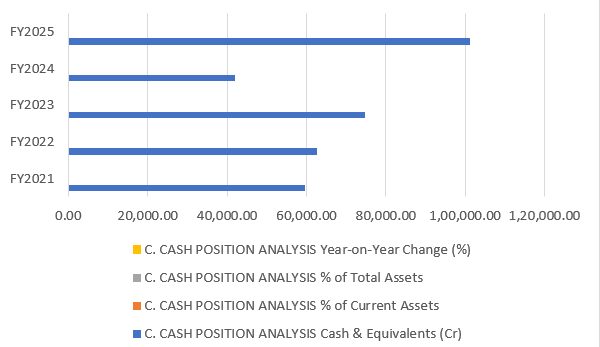 FY2025
FY2024
FY2023
FY2022
FY2021
0.00 20,000.00 40,000.00 60,000.00 80,000.00 1,00,000.00 1,20,000.00
C. CASH POSITION ANALYSIS Year-on-Year Change (%)
C. CASH POSITION ANALYSIS % of Total Assets
C. CASH POSITION ANALYSIS % of Current Assets
C. CASH POSITION ANALYSIS Cash & Equivalents (Cr)